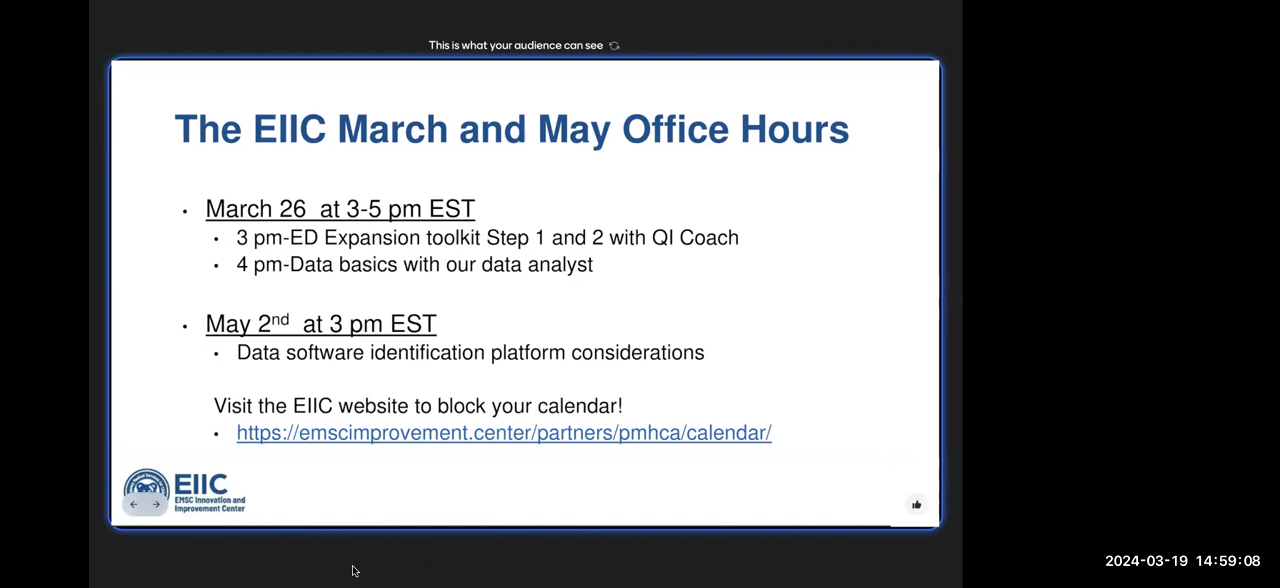 This is what your audience can see
The EIIC March and May Office Hours
• March 26 at 3-5 pm EST
• 3 pm-ED Expansion toolkit Step 1 and 2 with QI Coach
• 4 pm-Data basics with our data analyst
• May 2nd at 3 pm EST
• Data software identification platform considerations
Visit the EIIC website to block your calendar!
• https://emscimprovement.center/partners/pmhca/calendar/
EIIC
EMSC Innovation and
Improvement Center
2024-03-19 14:59:08